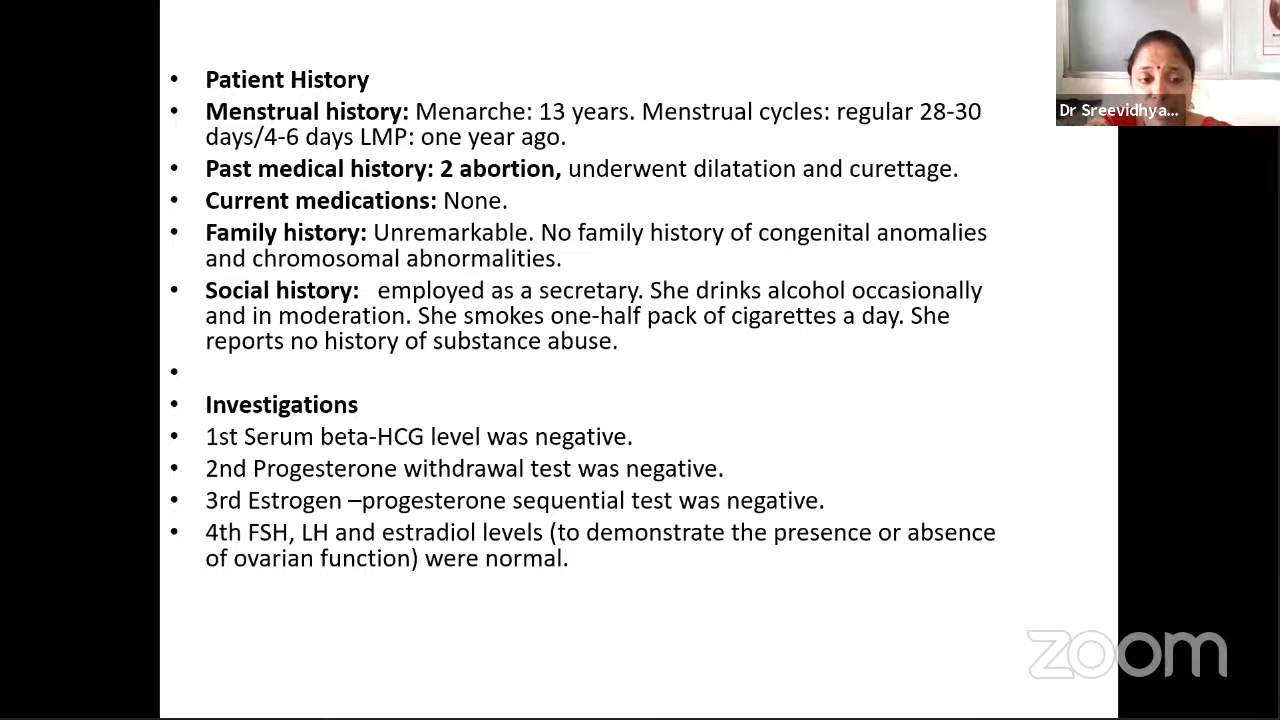 • Patient History
• Menstrual history: Menarche: 13 years. Menstrual cycles: regular 28-30
days/4-6 days LMP: one year ago.
• Past medical history: 2 abortion, underwent dilatation and curettage.
• Current medications: None.
• Family history: Unremarkable. No family history of congenital anomalies
and chromosomal abnormalities.
• Social history: employed as a secretary. She drinks alcohol occasionally
and in moderation. She smokes one-half pack of cigarettes a day. She
reports no history of substance abuse.
•
• Investigations
• 1st Serum beta-HCG level was negative.
• 2nd Progesterone withdrawal test was negative.
• 3rd Estrogen –progesterone sequential test was negative.
• 4th FSH, LH and estradiol levels (to demonstrate the presence or absence
of ovarian function) were normal.
Dr Sreevidhya...
zoom